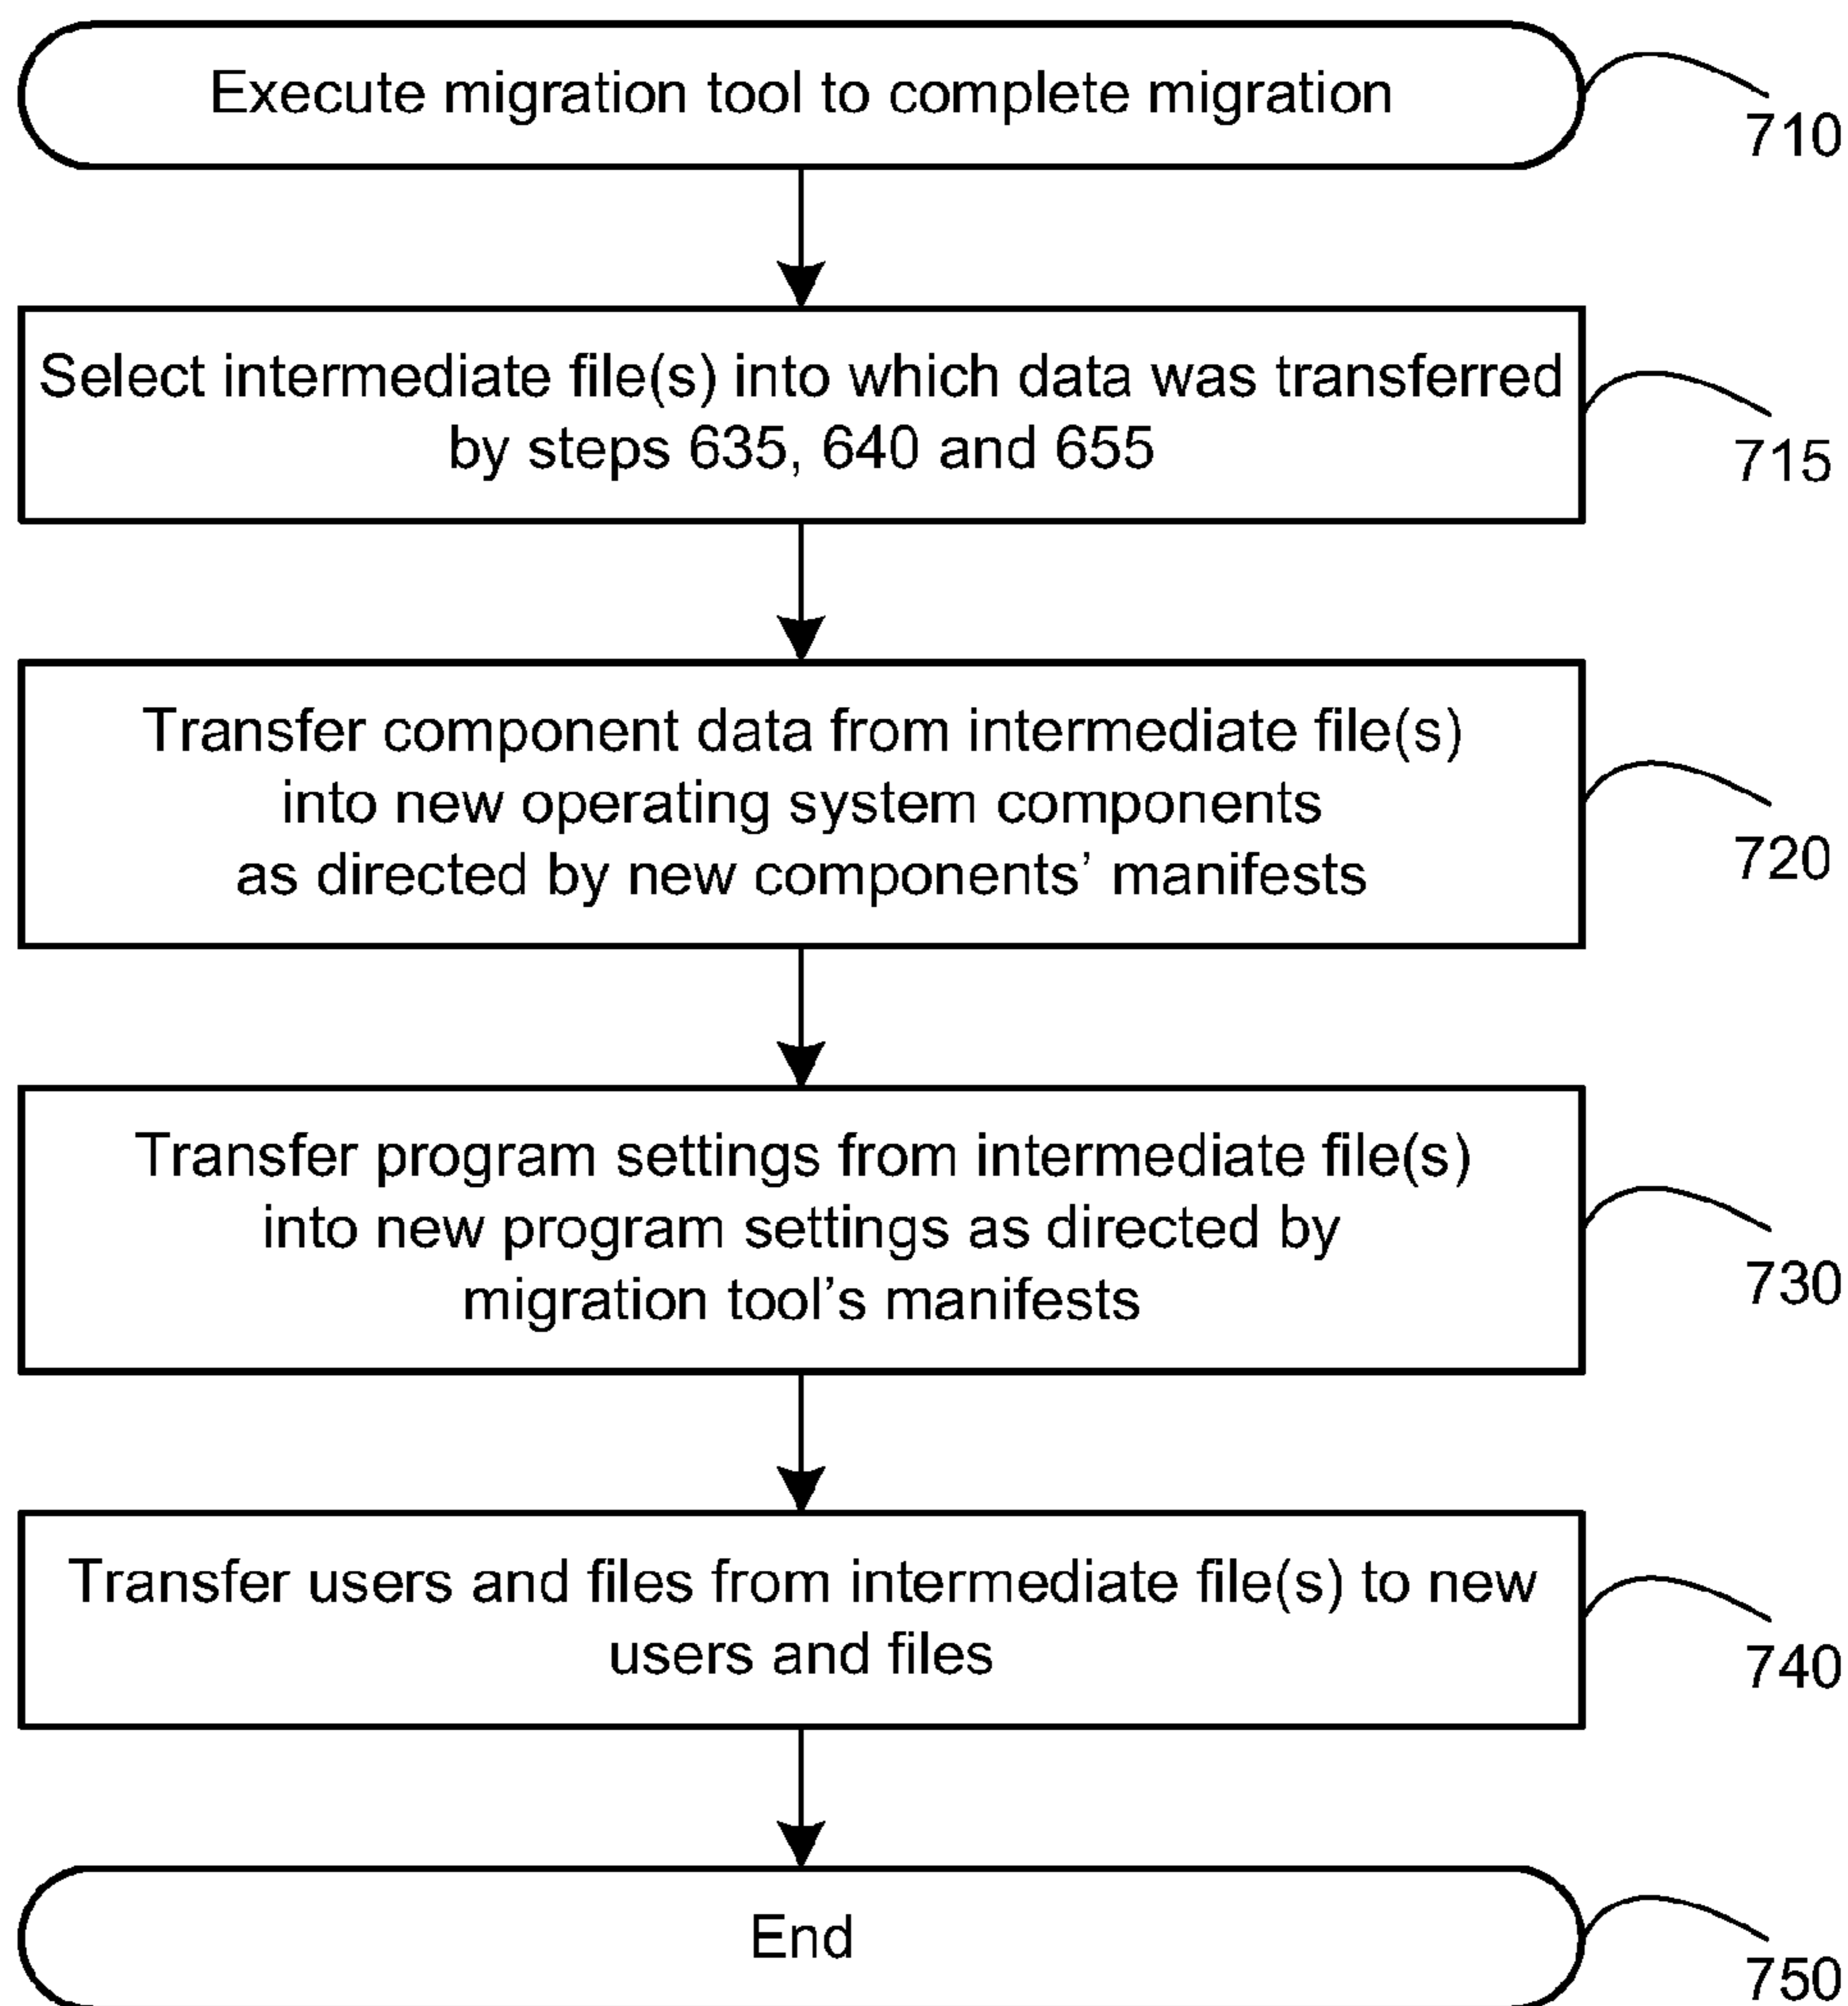 Execute migration tool to complete migration
710
Select intermediate file(s) into which data was transferred
by steps 635, 640 and 655
715
Transfer component data from intermediate file(s)
into new operating system components
as directed by new components’ manifests
720
Transfer program settings from intermediate file(s)
into new program settings as directed by
migration tool’s manifests
730
Transfer users and files from intermediate file(s) to new
users and files
740
End
750